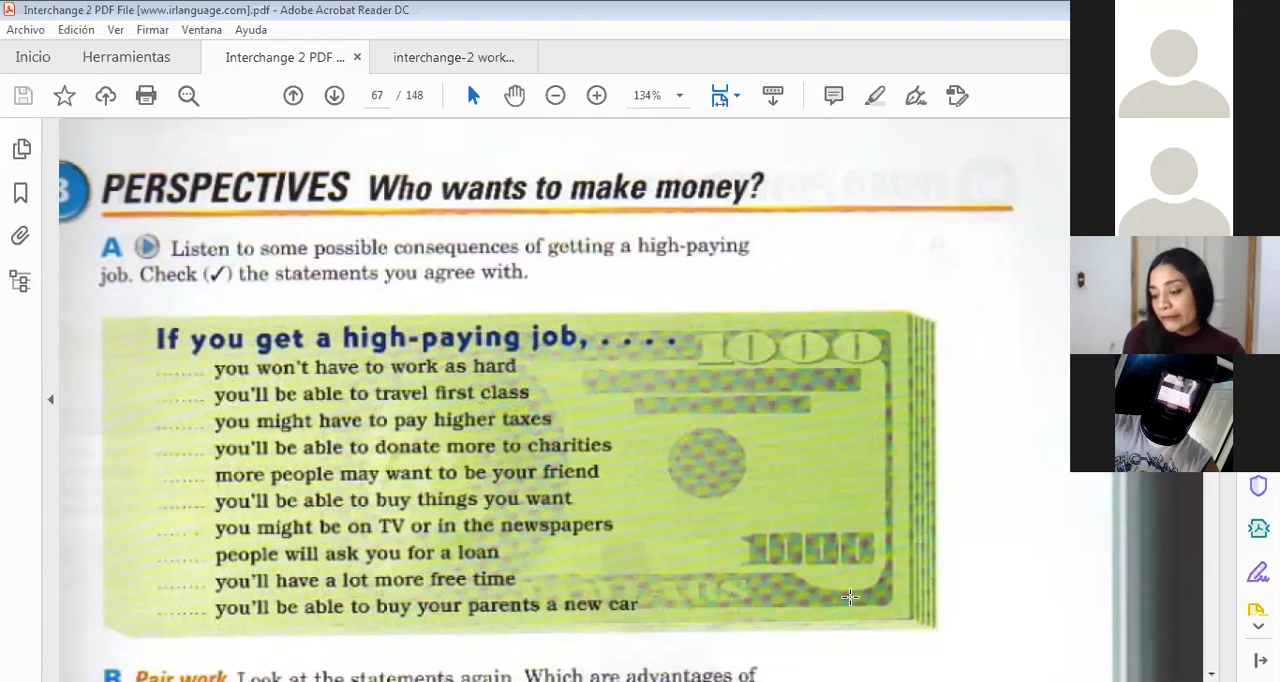 Interchange 2 PDF File [www.irlanguage.com].pdf - Adobe Acrobat Reader DC
Archivo Edición Ver Firmar Ventana Ayuda
Inicio Herramientas Interchange 2 PDF ... × interchange-2 work...
67 / 148 134%
PERSPECTIVES Who wants to make money?
A Listen to some possible consequences of getting a high-paying
job. Check (✓) the statements you agree with.
If you get a high-paying job, . . . .
........ you won't have to work as hard
........ you'll be able to travel first class
........ you might have to pay higher taxes
........ you'll be able to donate more to charities
........ more people may want to be your friend
........ you'll be able to buy things you want
........ you might be on TV or in the newspapers
........ people will ask you for a loan
........ you'll have a lot more free time
........ you'll be able to buy your parents a new car
1000
1000
B Pair work Look at the statements again. Which are advantages of